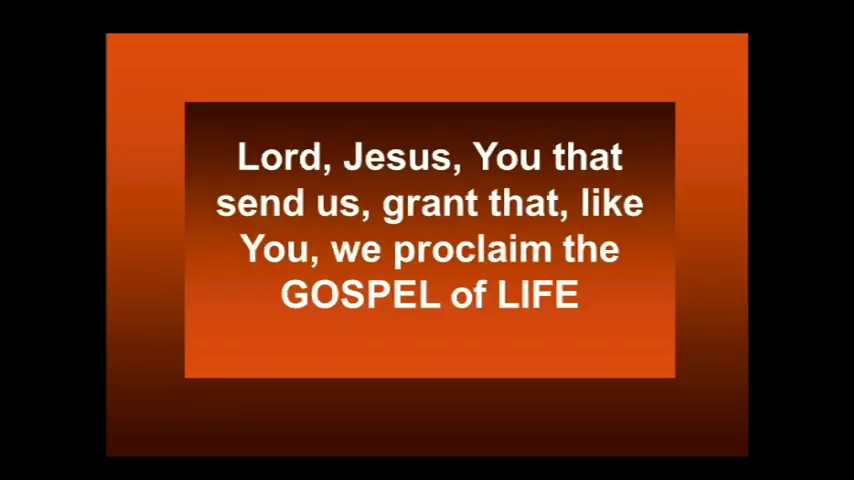 Lord, Jesus, You that
send us, grant that, like
You, we proclaim the
GOSPEL of LIFE